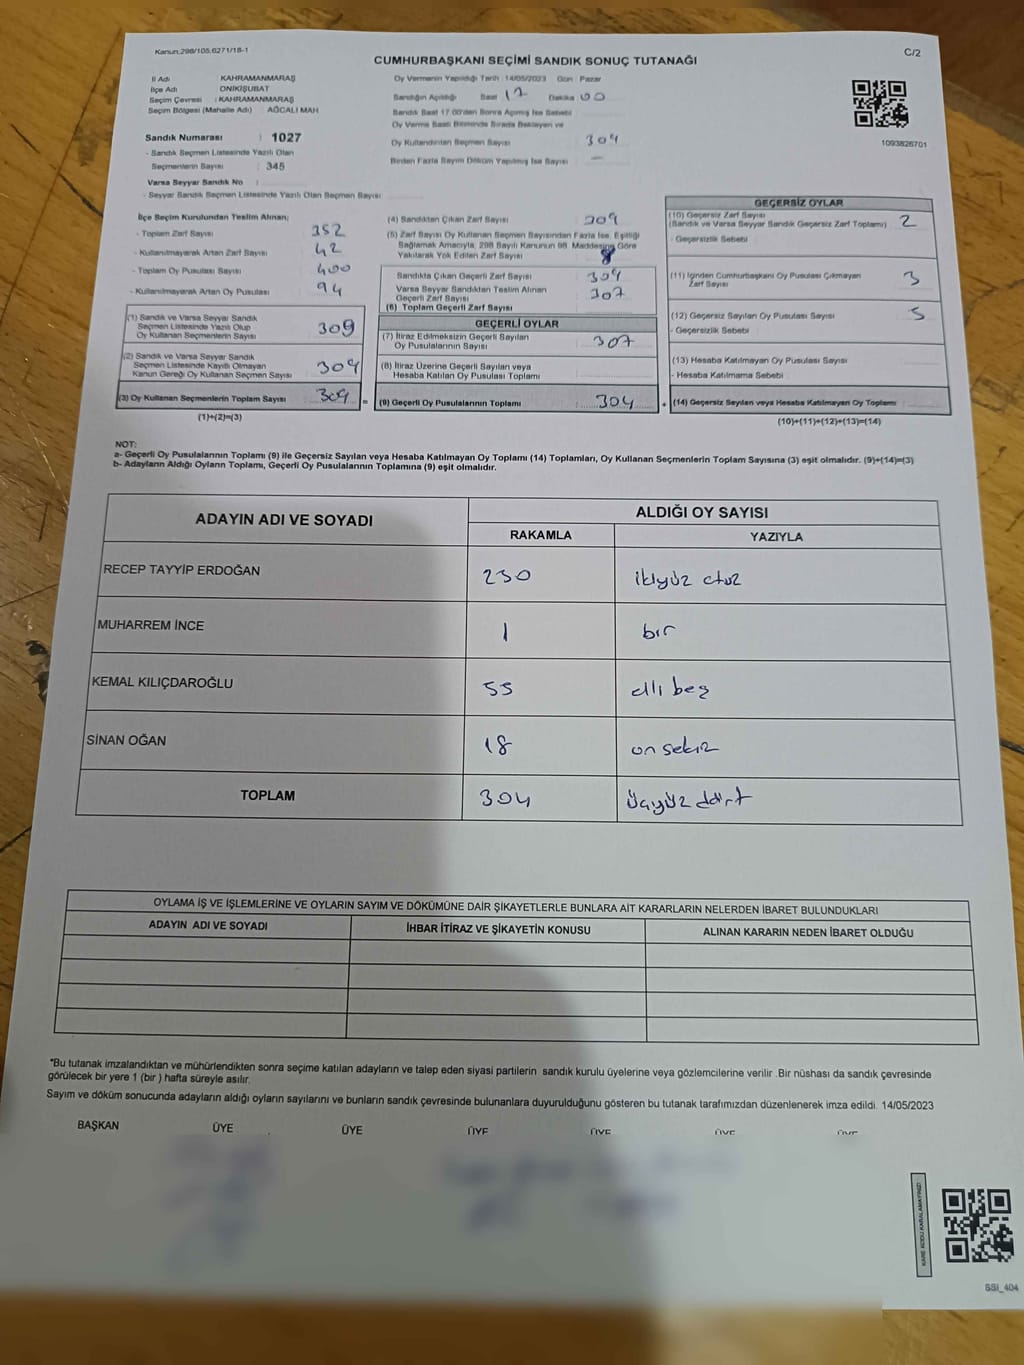 Kanun:298/105,6271/18-1
C/2
CUMHURBAŞKANI SEÇİMİ SANDIK SONUÇ TUTANAĞI
İl Adı : KAHRAMANMARAŞ
İlçe Adı : ONİKİŞUBAT
Seçim Çevresi : KAHRAMANMARAŞ
Seçim Bölgesi (Mahalle Adı) : AĞCALI MAH
Sandık Numarası : 1027
- Sandık Seçmen Listesinde Yazılı Olan
Seçmenlerin Sayısı : 345
Varsa Seyyar Sandık No :
- Seyyar Sandık Seçmen Listesinde Yazılı Olan Seçmen Sayısı
Oy Vermenin Yapıldığı Tarih : 14/05/2023 Gün : Pazar
Sandığın Açıldığı Saat 17 Dakika 00
Sandık Saat 17.00'den Sonra Açımış İse Sebebi
Oy Verme Saati Bitiminde Sırada Bekleyen ve
Oy Kullandırılan Seçmen Sayısı 309
Birden Fazla Sayım Döküm Yapılmış İse Sayısı —
1093826701
İlçe Seçim Kurulundan Teslim Alınan;
- Toplam Zarf Sayısı 352
- Kullanılmayarak Artan Zarf Sayısı 42
- Toplam Oy Pusulası Sayısı 400
- Kullanılmayarak Artan Oy Pusulası 94
(1) Sandık ve Varsa Seyyar Sandık
Seçmen Listesinde Yazılı Olup
Oy Kullanan Seçmenlerin Sayısı 309
(2) Sandık ve Varsa Seyyar Sandık
Seçmen Listesinde Kayıtlı Olmayan
Kanun Gereği Oy Kullanan Seçmen Sayısı 309
(3) Oy Kullanan Seçmenlerin Toplam Sayısı 309 =
(1)+(2)=(3)
(4) Sandıktan Çıkan Zarf Sayısı 309
(5) Zarf Sayısı Oy Kullanan Seçmen Sayısından Fazla İse, Eşitliği
Sağlamak Amacıyla, 298 Sayılı Kanunun 98. Maddesine Göre
Yakılarak Yok Edilen Zarf Sayısı
Sandıkta Çıkan Geçerli Zarf Sayısı 307
Varsa Seyyar Sandıktan Teslim Alınan
Geçerli Zarf Sayısı 307
(6) Toplam Geçerli Zarf Sayısı
GEÇERLİ OYLAR
(7) İtiraz Edilmeksizin Geçerli Sayılan
Oy Pusulalarının Sayısı 307
(8) İtiraz Üzerine Geçerli Sayılan veya
Hesaba Katılan Oy Pusulası Toplamı
(9) Geçerli Oy Pusulalarının Toplamı 304 +
GEÇERSİZ OYLAR
(10) Geçersiz Zarf Sayısı
(Sandık ve Varsa Seyyar Sandık Geçersiz Zarf Toplamı) 2
- Geçersizlik Sebebi
(11) İçinden Cumhurbaşkanı Oy Pusulası Çıkmayan
Zarf Sayısı 3
(12) Geçersiz Sayılan Oy Pusulası Sayısı 5
- Geçersizlik Sebebi
(13) Hesaba Katılmayan Oy Pusulası Sayısı
- Hesaba Katılmama Sebebi
(14) Geçersiz Sayılan veya Hesaba Katılmayan Oy Toplamı
(10)+(11)+(12)+(13)=(14)
NOT:
a- Geçerli Oy Pusulalarının Toplamı (9) ile Geçersiz Sayılan veya Hesaba Katılmayan Oy Toplamı (14) Toplamları, Oy Kullanan Seçmenlerin Toplam Sayısına (3) eşit olmalıdır. (9)+(14)=(3)
b- Adayların Aldığı Oyların Toplamı, Geçerli Oy Pusulalarının Toplamına (9) eşit olmalıdır.
ADAYIN ADI VE SOYADI
ALDIĞI OY SAYISI
RAKAMLA YAZIYLA
RECEP TAYYİP ERDOĞAN 230 ikiyüz otuz
MUHARREM İNCE 1 bir
KEMAL KILIÇDAROĞLU 55 elli beş
SİNAN OĞAN 18 on sekiz
TOPLAM 304 üçyüz dört
OYLAMA İŞ VE İŞLEMLERİNE VE OYLARIN SAYIM VE DÖKÜMÜNE DAİR ŞİKAYETLERLE BUNLARA AİT KARARLARIN NELERDEN İBARET BULUNDUKLARI
ADAYIN ADI VE SOYADI İHBAR İTİRAZ VE ŞİKAYETİN KONUSU ALINAN KARARIN NEDEN İBARET OLDUĞU
*Bu tutanak imzalandıktan ve mühürlendikten sonra seçime katılan adayların ve talep eden siyasi partilerin sandık kurulu üyelerine veya gözlemcilerine verilir .Bir nüshası da sandık çevresinde
görülecek bir yere 1 (bir ) hafta süreyle asılır.
Sayım ve döküm sonucunda adayların aldığı oyların sayılarını ve bunların sandık çevresinde bulunanlara duyurulduğunu gösteren bu tutanak tarafımızdan düzenlenerek imza edildi. 14/05/2023
BAŞKAN ÜYE ÜYE ÜYE ÜYE ÜYE ÜYE
KARE KODU KARALAMAYINIZ!
SSI_404